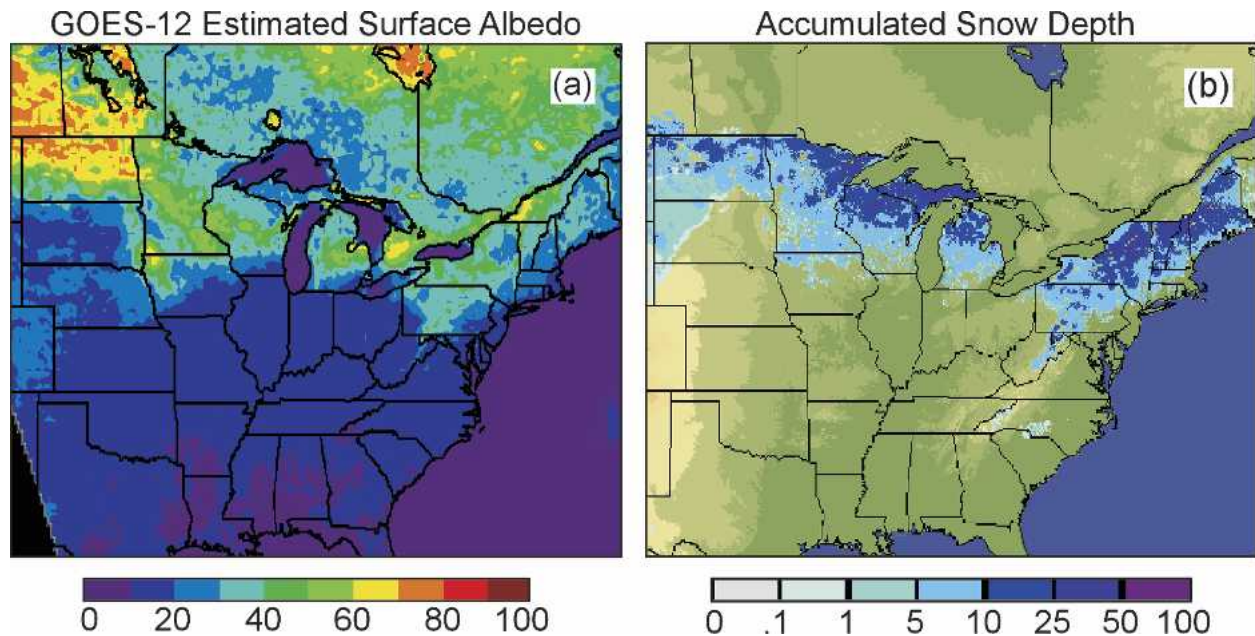 GOES-12 Estimated Surface Albedo
Accumulated Snow Depth
(a)
(b)
0 20 40 60 80 100
0 .1 1 5 10 25 50 100